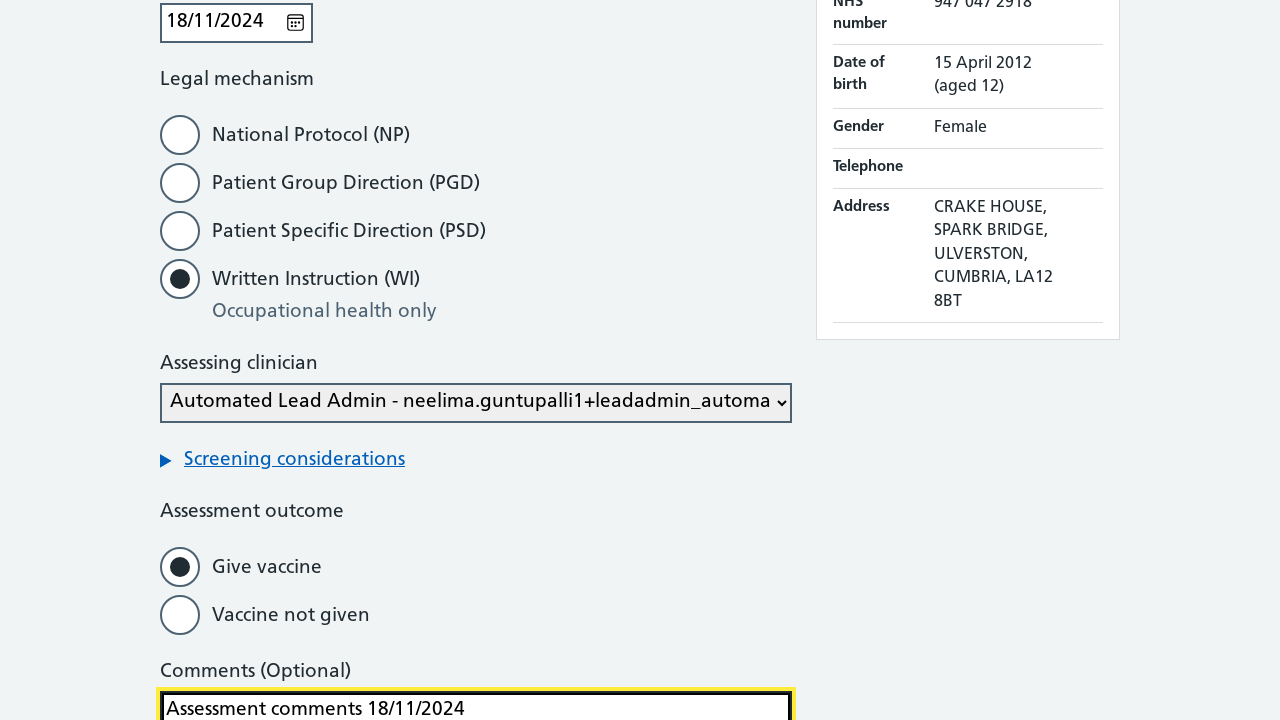 18/11/2024
Legal mechanism
National Protocol (NP)
Patient Group Direction (PGD)
Patient Specific Direction (PSD)
Written Instruction (WI)
Occupational health only
Assessing clinician
Automated Lead Admin - neelima.guntupalli1+leadadmin_automa
Screening considerations
Assessment outcome
Give vaccine
Vaccine not given
Comments (Optional)
Assessment comments 18/11/2024
NHS 947 047 2918
number
Date of 15 April 2012
birth (aged 12)
Gender Female
Telephone
Address CRAKE HOUSE,
SPARK BRIDGE,
ULVERSTON,
CUMBRIA, LA12
8BT